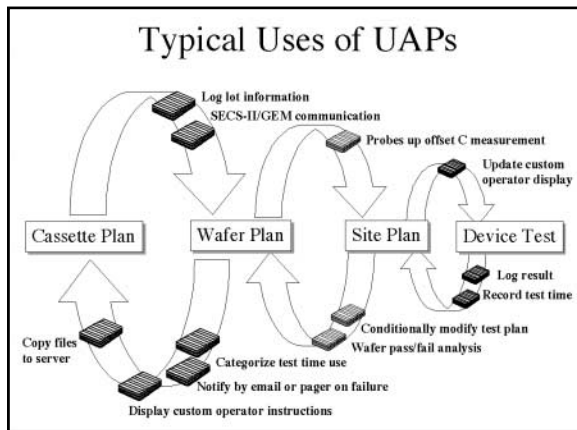 Typical Uses of UAPs
Log lot information
SECS-II/GEM communication
Probes up offset C measurement
Update custom
operator display
Cassette Plan
Wafer Plan
Site Plan
Device Test
Log result
Record test time
Copy files
to server
Conditionally modify test plan
Wafer pass/fail analysis
Categorize test time use
Notify by email or pager on failure
Display custom operator instructions